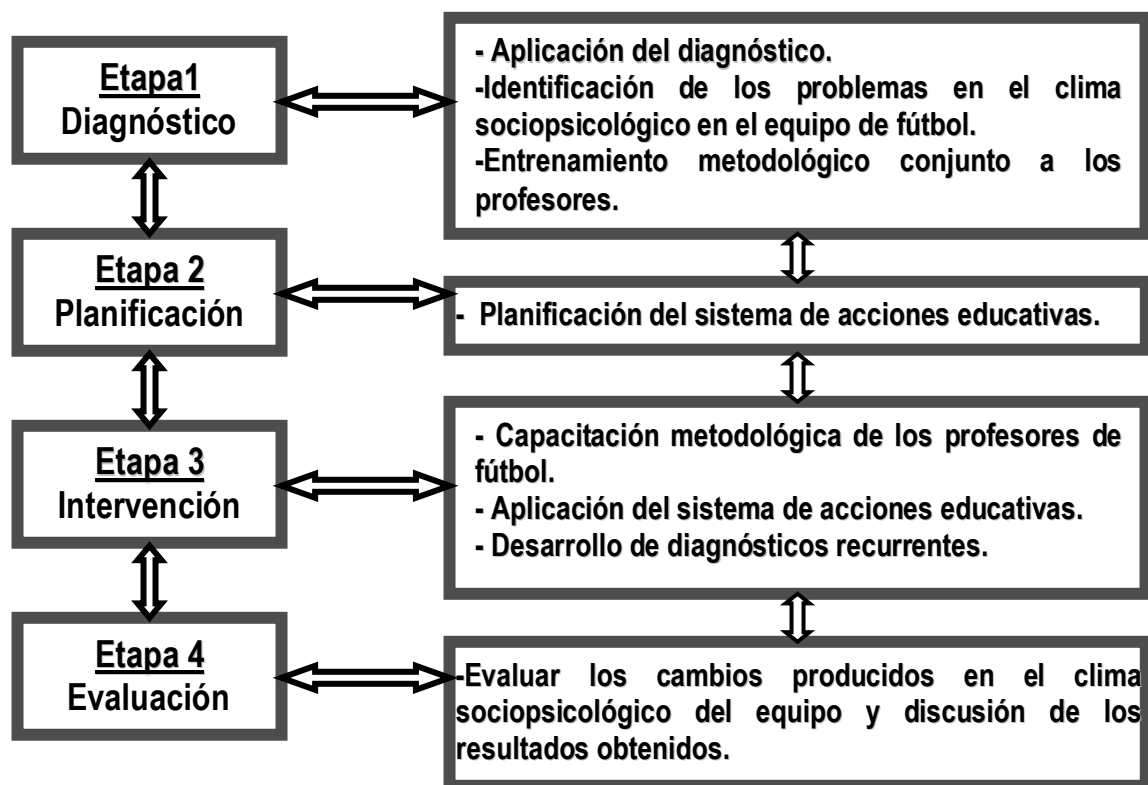 Etapa1
Diagnóstico
- Aplicación del diagnóstico.
-Identificación de los problemas en el clima
sociopsicológico en el equipo de fútbol.
-Entrenamiento metodológico conjunto a los
profesores.
Etapa 2
Planificación
- Planificación del sistema de acciones educativas.
Etapa 3
Intervención
- Capacitación metodológica de los profesores de
fútbol.
- Aplicación del sistema de acciones educativas.
- Desarrollo de diagnósticos recurrentes.
Etapa 4
Evaluación
-Evaluar los cambios producidos en el clima
sociopsicológico del equipo y discusión de los
resultados obtenidos.